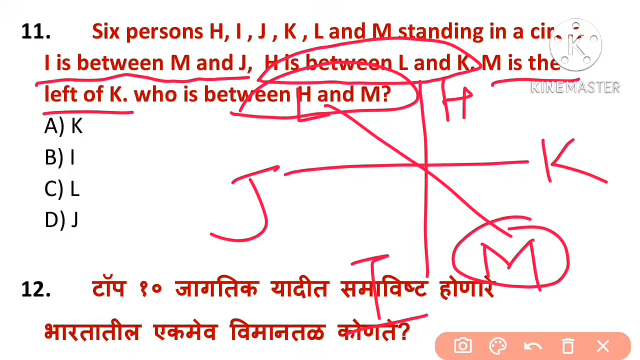 11. Six persons H, I , J , K , L and M standing in a cir
I is between M and J, H is between L and K. M is the
left of K. who is between H and M?
A) K
B) I
C) L
D) J
12. टॉप १० जागतिक यादीत समाविष्ट होणारे
भारतातील एकमेव विमानतळ कोणते?
H
L
K
J
I
M
K
KINEMASTER